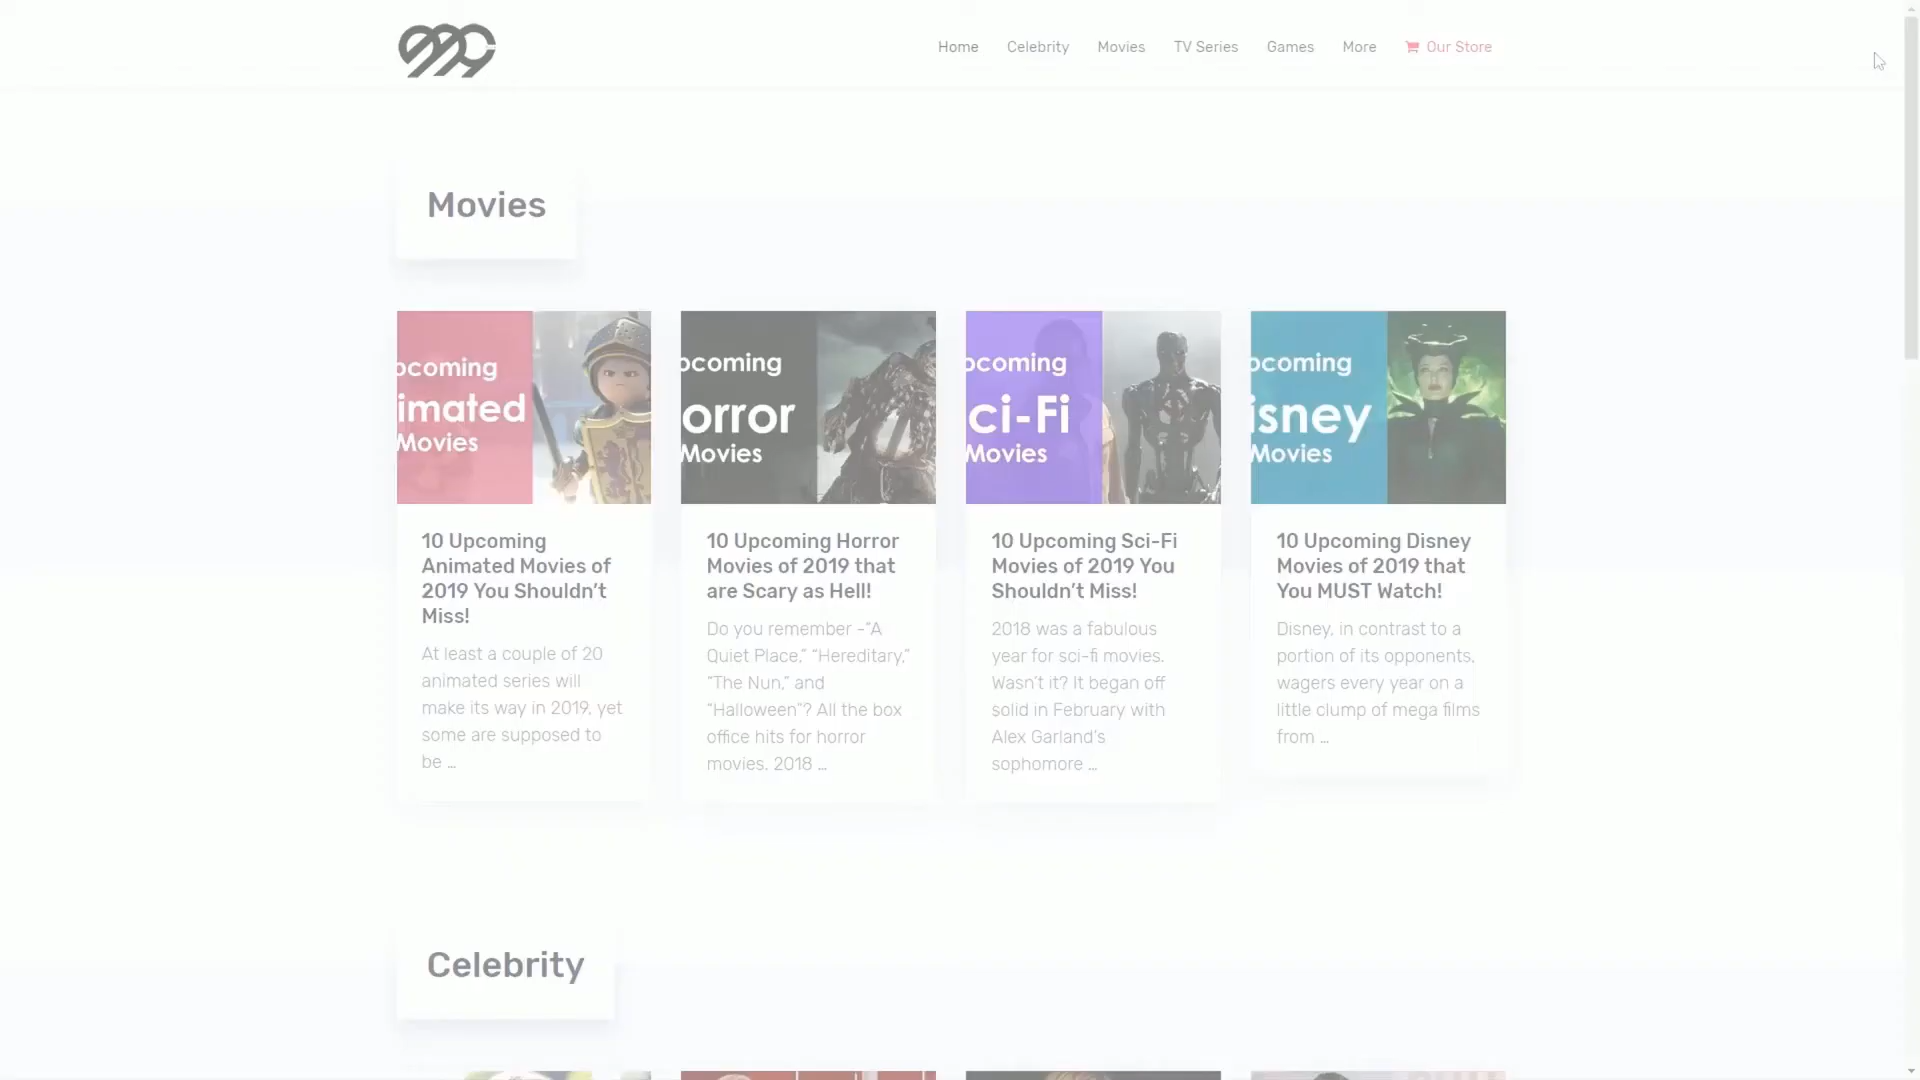 Home Celebrity Movies TV Series Games More Our Store
Movies
pcoming
imated
Movies
pcoming
orror
Movies
pcoming
ci-Fi
Movies
pcoming
isney
Movies
10 Upcoming
Animated Movies of
2019 You Shouldn’t
Miss!
At least a couple of 20
animated series will
make its way in 2019, yet
some are supposed to
be ...
10 Upcoming Horror
Movies of 2019 that
are Scary as Hell!
Do you remember -“A
Quiet Place,” “Hereditary,”
“The Nun,” and
“Halloween”? All the box
office hits for horror
movies. 2018 ...
10 Upcoming Sci-Fi
Movies of 2019 You
Shouldn’t Miss!
2018 was a fabulous
year for sci-fi movies.
Wasn’t it? It began off
solid in February with
Alex Garland’s
sophomore ...
10 Upcoming Disney
Movies of 2019 that
You MUST Watch!
Disney, in contrast to a
portion of its opponents,
wagers every year on a
little clump of mega films
from ...
Celebrity